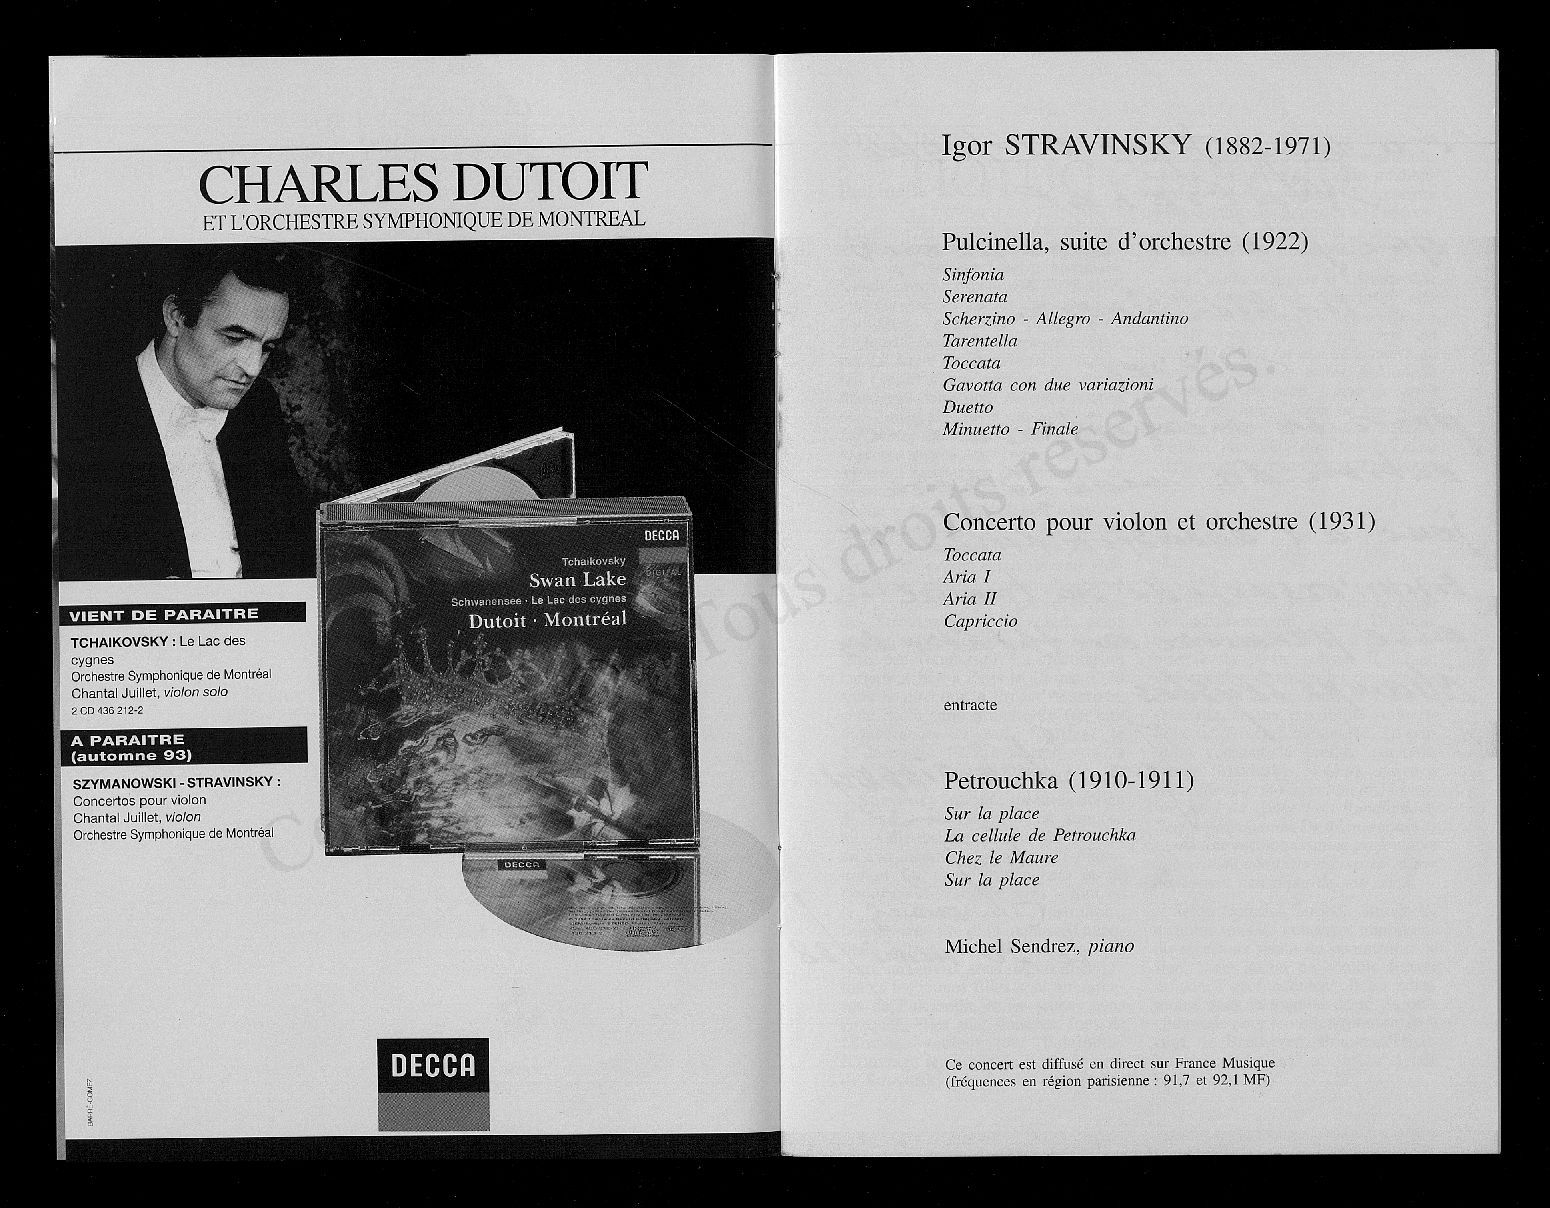 CHARLES DUTOIT
ET L'ORCHESTRE SYMPHONIQUE DE MONTREAL
DECCA
DIGITAL
Tchaikovsky
Swan Lake
Schwanensee · Le Lac des cygnes
Dutoit · Montréal
VIENT DE PARAITRE
TCHAIKOVSKY : Le Lac des
cygnes
Orchestre Symphonique de Montréal
Chantal Juillet, violon solo
2 CD 436 212-2
A PARAITRE
(automne 93)
SZYMANOWSKI - STRAVINSKY :
Concertos pour violon
Chantal Juillet, violon
Orchestre Symphonique de Montréal
DECCA
DECCA
BARRÉ-GOMEZ
Igor STRAVINSKY (1882-1971)
Pulcinella, suite d'orchestre (1922)
Sinfonia
Serenata
Scherzino - Allegro - Andantino
Tarentella
Toccata
Gavotta con due variazioni
Duetto
Minuetto - Finale
Concerto pour violon et orchestre (1931)
Toccata
Aria I
Aria II
Capriccio
entracte
Petrouchka (1910-1911)
Sur la place
La cellule de Petrouchka
Chez le Maure
Sur la place
Michel Sendrez, piano
Ce concert est diffusé en direct sur France Musique
(fréquences en région parisienne : 91,7 et 92,1 MF)
Tous droits reservés.